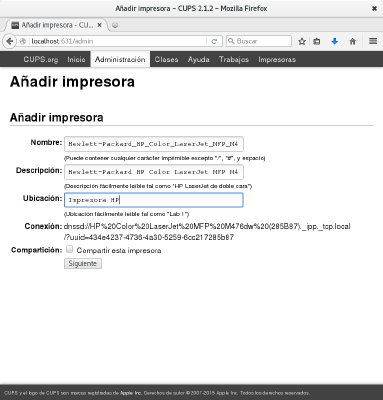 Añadir impresora - CUPS 2.1.2 - Mozilla Firefox
Añadir impresora - CU...
localhost:631/admin
Buscar
CUPS.org Inicio Administración Clases Ayuda Trabajos Impresoras
Añadir impresora
Añadir impresora
Nombre: Hewlett-Packard_HP_Color_LaserJet_MFP_M4
(Puede contener cualquier carácter imprimible excepto "/", "#", y espacio)
Descripción: Hewlett-Packard HP Color LaserJet MFP M4
(Descripción fácilmente leíble tal como "HP LaserJet de doble cara")
Ubicación: Impresora HP
(Ubicación fácilmente leíble tal como "Lab 1")
Conexión: dnssd://HP%20Color%20LaserJet%20MFP%20M476dw%20(285B87)._ipp._tcp.local
/?uuid=434e4237-4736-4a30-5259-6cc217285b87
Compartición: Compartir esta impresora
Siguiente
CUPS y el logo de CUPS son marcas registradas de Apple Inc. Derechos de autor © 2007-2015 Apple Inc. Todos los derechos reservados.